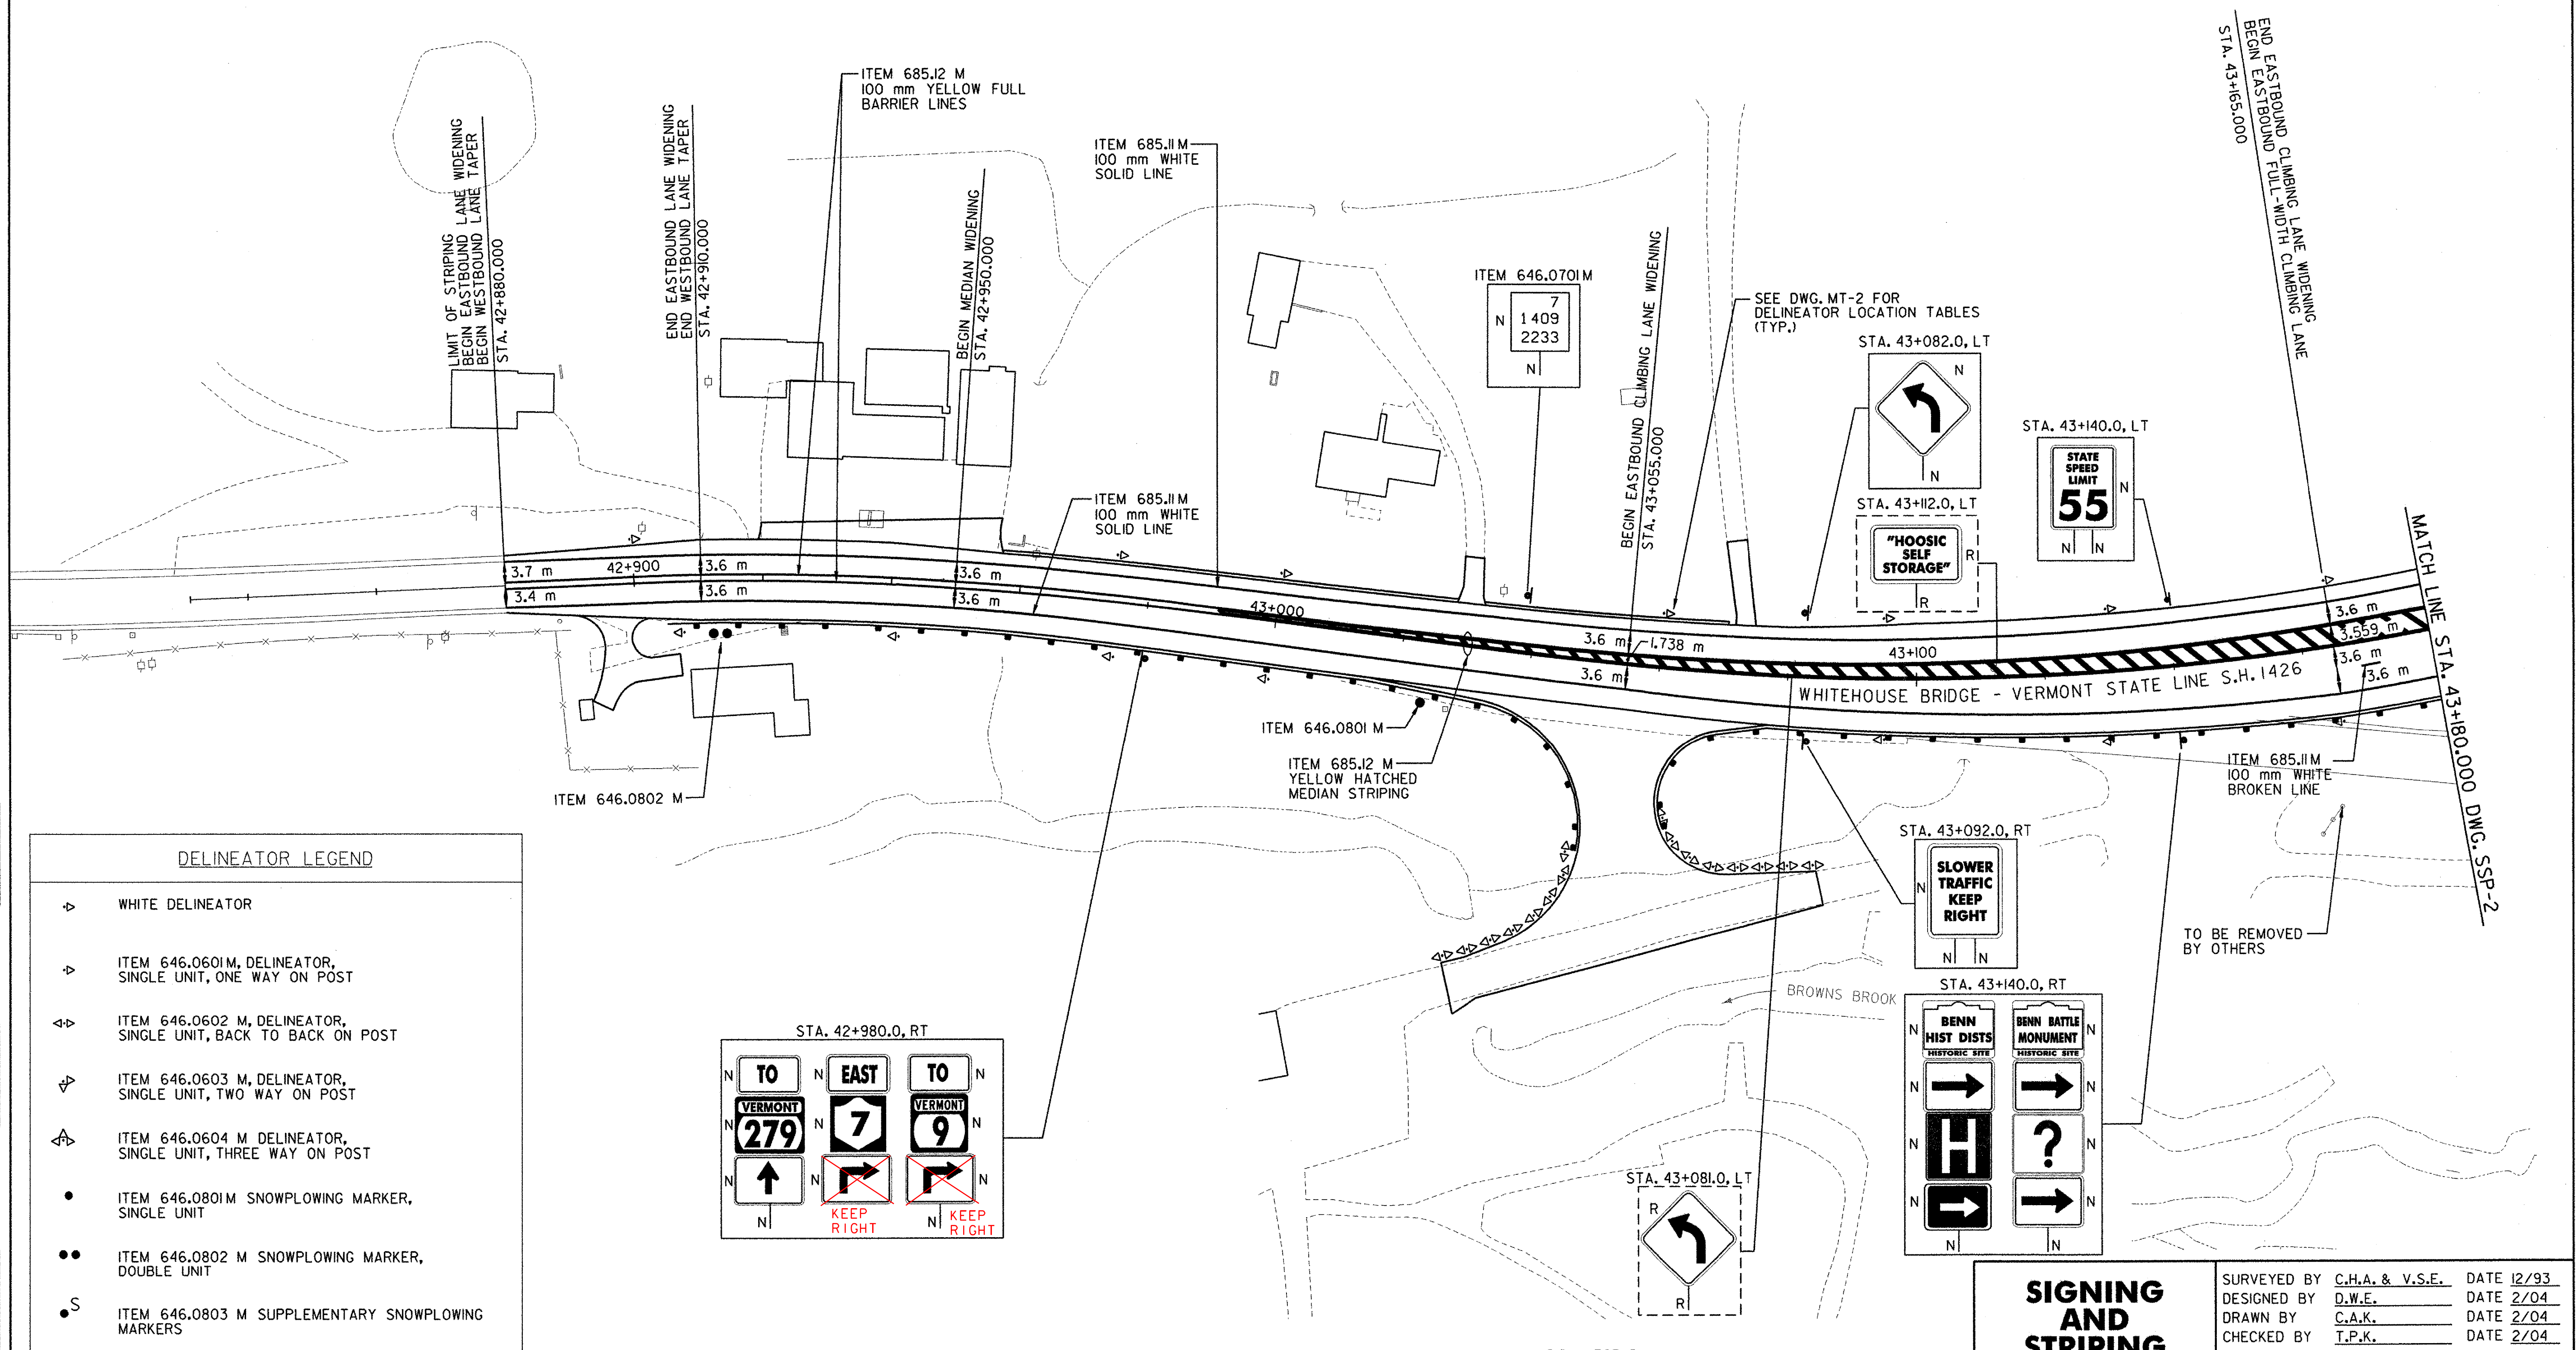 LIMIT OF STRIPING
BEGIN EASTBOUND LANE WIDENING
BEGIN WESTBOUND LANE TAPER
STA. 42+880.000
END EASTBOUND LANE WIDENING
END WESTBOUND LANE TAPER
STA. 42+910.000
ITEM 685.12 M
100 mm YELLOW FULL
BARRIER LINES
BEGIN MEDIAN WIDENING
STA. 42+950.000
ITEM 685.11 M
100 mm WHITE
SOLID LINE
ITEM 685.11 M
100 mm WHITE
SOLID LINE
ITEM 646.0701 M
N
7
1409
2233
N
BEGIN EASTBOUND CLIMBING LANE WIDENING
STA. 43+055.000
SEE DWG. MT-2 FOR
DELINEATOR LOCATION TABLES
(TYP.)
STA. 43+082.0, LT
N
N
STA. 43+112.0, LT
"HOOSIC
SELF
STORAGE"
R
R
STA. 43+140.0, LT
STATE
SPEED
LIMIT
55
N
N N
END EASTBOUND CLIMBING LANE WIDENING
BEGIN EASTBOUND FULL-WIDTH CLIMBING LANE
STA. 43+165.000
MATCH LINE STA. 43+180.000 DWG. SSP-2
3.7 m
3.4 m
42+900
3.6 m
3.6 m
3.6 m
3.6 m
43+000
3.6 m
1.738 m
3.6 m
43+100
3.6 m
3.559 m
3.6 m
3.6 m
WHITEHOUSE BRIDGE - VERMONT STATE LINE S.H. 1426
ITEM 646.0802 M
ITEM 646.0801 M
ITEM 685.12 M
YELLOW HATCHED
MEDIAN STRIPING
ITEM 685.11 M
100 mm WHITE
BROKEN LINE
STA. 43+092.0, RT
SLOWER
TRAFFIC
KEEP
RIGHT
N
N N
TO BE REMOVED
BY OTHERS
BROWNS BROOK
STA. 43+140.0, RT
N
BENN
HIST DISTS
HISTORIC SITE
BENN BATTLE
MONUMENT
HISTORIC SITE
N
N
N
N
H
?
N
N
N
N
N
STA. 43+081.0, LT
R
R
STA. 42+980.0, RT
N
TO
N
EAST
TO
N
N
VERMONT
279
N
7
VERMONT
9
N
N
N
N
N
KEEP
RIGHT
N
KEEP
RIGHT
DELINEATOR LEGEND
WHITE DELINEATOR
ITEM 646.0601 M, DELINEATOR,
SINGLE UNIT, ONE WAY ON POST
ITEM 646.0602 M, DELINEATOR,
SINGLE UNIT, BACK TO BACK ON POST
ITEM 646.0603 M, DELINEATOR,
SINGLE UNIT, TWO WAY ON POST
ITEM 646.0604 M DELINEATOR,
SINGLE UNIT, THREE WAY ON POST
ITEM 646.0801 M SNOWPLOWING MARKER,
SINGLE UNIT
ITEM 646.0802 M SNOWPLOWING MARKER,
DOUBLE UNIT
S
ITEM 646.0803 M SUPPLEMENTARY SNOWPLOWING
MARKERS
SIGNING
AND
STRIPING
SURVEYED BY C.H.A. & V.S.E. DATE 12/93
DESIGNED BY D.W.E. DATE 2/04
DRAWN BY C.A.K. DATE 2/04
CHECKED BY T.P.K. DATE 2/04